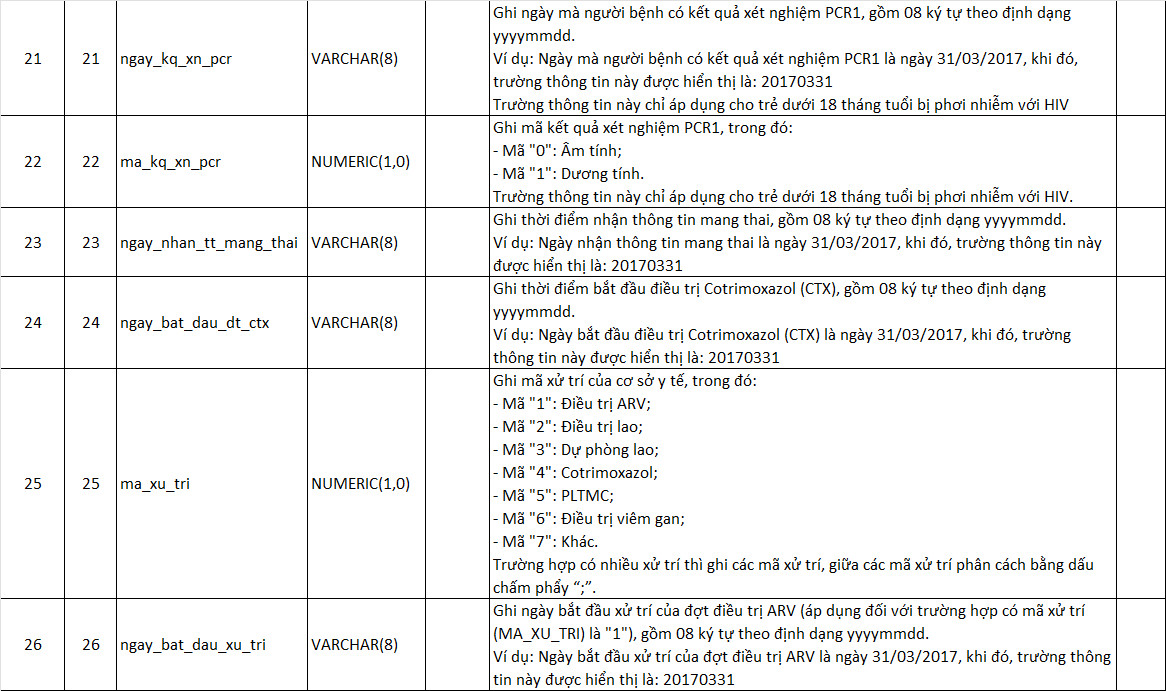 Ghi ngày mà người bệnh có kết quả xét nghiệm PCR1, gồm 08 ký tự theo định dạng
yyyymmdd.
21 21 ngay_kq_xn_pcr VARCHAR(8) Ví dụ: Ngày mà người bệnh có kết quả xét nghiệm PCR1 là ngày 31/03/2017, khi đó,
trường thông tin này được hiển thị là: 20170331
Trường thông tin này chỉ áp dụng cho trẻ dưới 18 tháng tuổi bị phơi nhiễm với HIV
Ghi mã kết quả xét nghiệm PCR1, trong đó:
- Mã "0": Âm tính;
22 22 ma_kq_xn_pcr NUMERIC(1,0)
- Mã "1": Dương tính.
Trường thông tin này chỉ áp dụng cho trẻ dưới 18 tháng tuổi bị phơi nhiễm với HIV.
Ghi thời điểm nhận thông tin mang thai, gồm 08 ký tự theo định dạng yyyymmdd.
23 23 ngay_nhan_tt_mang_thai VARCHAR(8) Ví dụ: Ngày nhận thông tin mang thai là ngày 31/03/2017, khi đó, trường thông tin này
được hiển thị là: 20170331
Ghi thời điểm bắt đầu điều trị Cotrimoxazol (CTX), gồm 08 ký tự theo định dạng
yyyymmdd.
24 24 ngay_bat_dau_dt_ctx VARCHAR(8)
Ví dụ: Ngày bắt đầu điều trị Cotrimoxazol (CTX) là ngày 31/03/2017, khi đó, trường
thông tin này được hiển thị là: 20170331
Ghi mã xử trí của cơ sở y tế, trong đó:
- Mã "1": Điều trị ARV;
- Mã "2": Điều trị lao;
- Mã "3": Dự phòng lao;
- Mã "4": Cotrimoxazol;
25 25 ma_xu_tri NUMERIC(1,0)
- Mã "5": PLTMC;
- Mã "6": Điều trị viêm gan;
- Mã "7": Khác.
Trường hợp có nhiều xử trí thì ghi các mã xử trí, giữa các mã xử trí phân cách bằng dấu
chấm phẩy “;”.
Ghi ngày bắt đầu xử trí của đợt điều trị ARV (áp dụng đối với trường hợp có mã xử trí
(MA_XU_TRI) là "1"), gồm 08 ký tự theo định dạng yyyymmdd.
26 26 ngay_bat_dau_xu_tri VARCHAR(8)
Ví dụ: Ngày bắt đầu xử trí của đợt điều trị ARV là ngày 31/03/2017, khi đó, trường thông
tin này được hiển thị là: 20170331